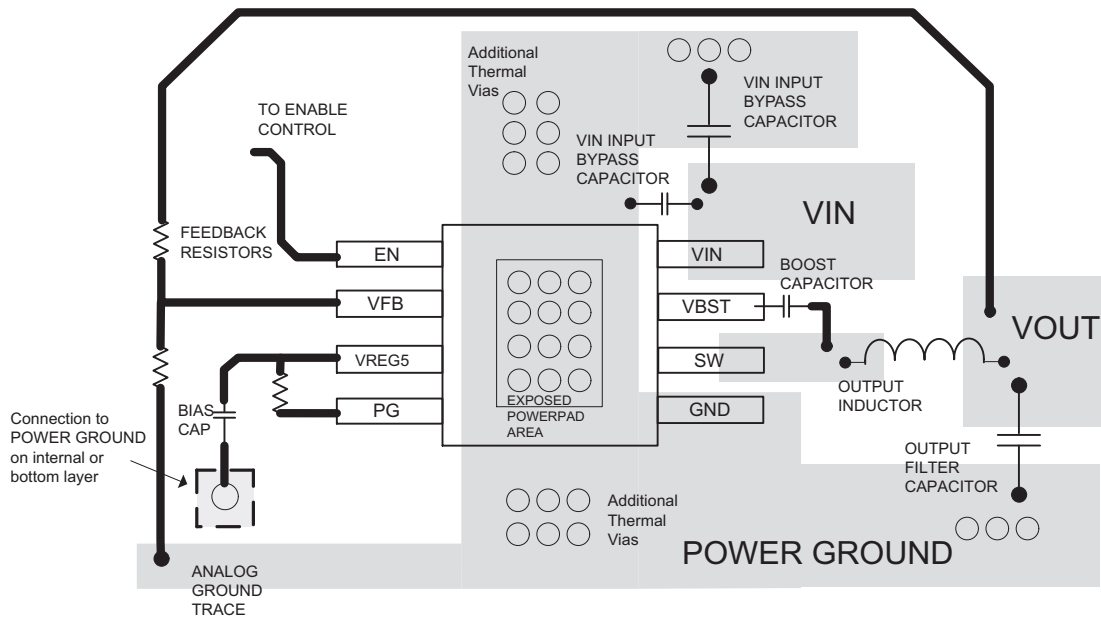 Additional
Thermal
Vias
VIN INPUT
BYPASS
CAPACITOR
TO ENABLE
CONTROL
VIN INPUT
BYPASS
CAPACITOR
VIN
FEEDBACK
RESISTORS
EN
VIN
BOOST
CAPACITOR
VFB
VBST
VOUT
VREG5
SW
OUTPUT
INDUCTOR
BIAS
CAP
PG
EXPOSED
POWERPAD
AREA
GND
Connection to
POWER GROUND
on internal or
bottom layer
OUTPUT
FILTER
CAPACITOR
Additional
Thermal
Vias
POWER GROUND
ANALOG
GROUND
TRACE